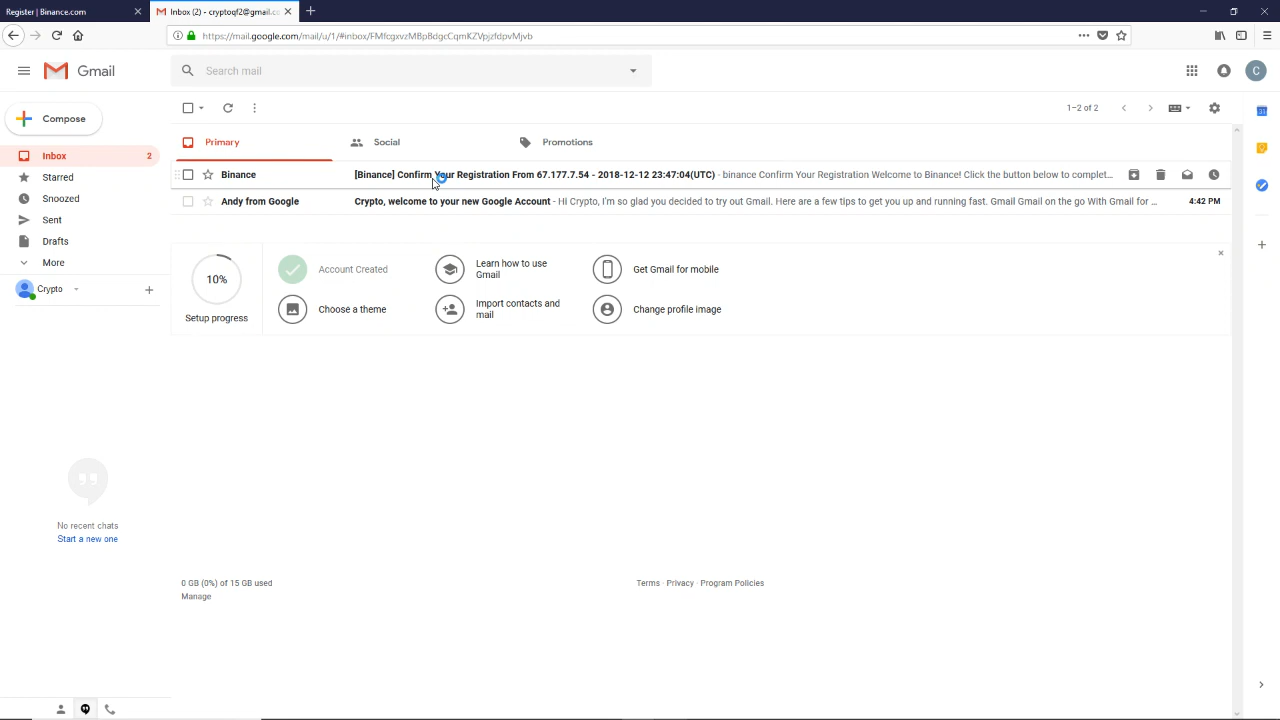 Register | Binance.com
Inbox (2) - cryptoqf2@gmail.co
https://mail.google.com/mail/u/1/#inbox/FMfcgxvzMBpBdgcCqmKZVpjzfdpvMjvb
Gmail
Search mail
C
Compose
1–2 of 2
Primary
Social
Promotions
Inbox 2
Starred
Snoozed
Sent
Drafts
More
Crypto
Binance [Binance] Confirm Your Registration From 67.177.7.54 - 2018-12-12 23:47:04(UTC) - binance Confirm Your Registration Welcome to Binance! Click the button below to complet...
Andy from Google Crypto, welcome to your new Google Account - Hi Crypto, I'm so glad you decided to try out Gmail. Here are a few tips to get you up and running fast. Gmail Gmail on the go With Gmail for ... 4:42 PM
10%
Setup progress
Account Created
Learn how to use
Gmail
Get Gmail for mobile
Choose a theme
Import contacts and
mail
Change profile image
No recent chats
Start a new one
0 GB (0%) of 15 GB used
Manage
Terms · Privacy · Program Policies